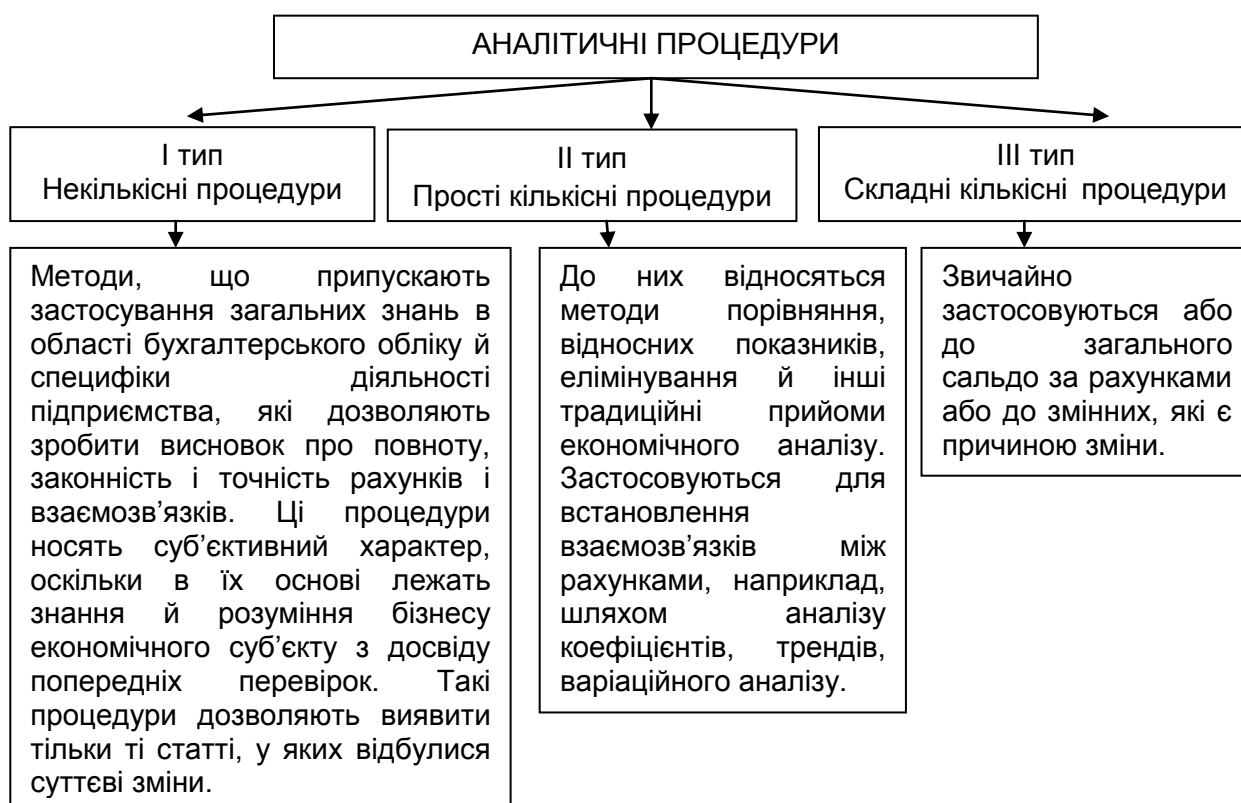 АНАЛІТИЧНІ ПРОЦЕДУРИ
І тип
Некількісні процедури
ІІ тип
Прості кількісні процедури
ІІІ тип
Складні кількісні процедури
Методи, що припускають
застосування загальних знань в
області бухгалтерського обліку й
специфіки діяльності
підприємства, які дозволяють
зробити висновок про повноту,
законність і точність рахунків і
взаємозв’язків. Ці процедури
носять суб’єктивний характер,
оскільки в їх основі лежать
знання й розуміння бізнесу
економічного суб’єкту з досвіду
попередніх перевірок. Такі
процедури дозволяють виявити
тільки ті статті, у яких відбулися
суттєві зміни.
До них відносяться
методи порівняння,
відносних показників,
елімінування й інші
традиційні прийоми
економічного аналізу.
Застосовуються для
встановлення
взаємозв’язків між
рахунками, наприклад,
шляхом аналізу
коефіцієнтів, трендів,
варіаційного аналізу.
Звичайно
застосовуються або
до загального
сальдо за рахунками
або до змінних, які є
причиною зміни.